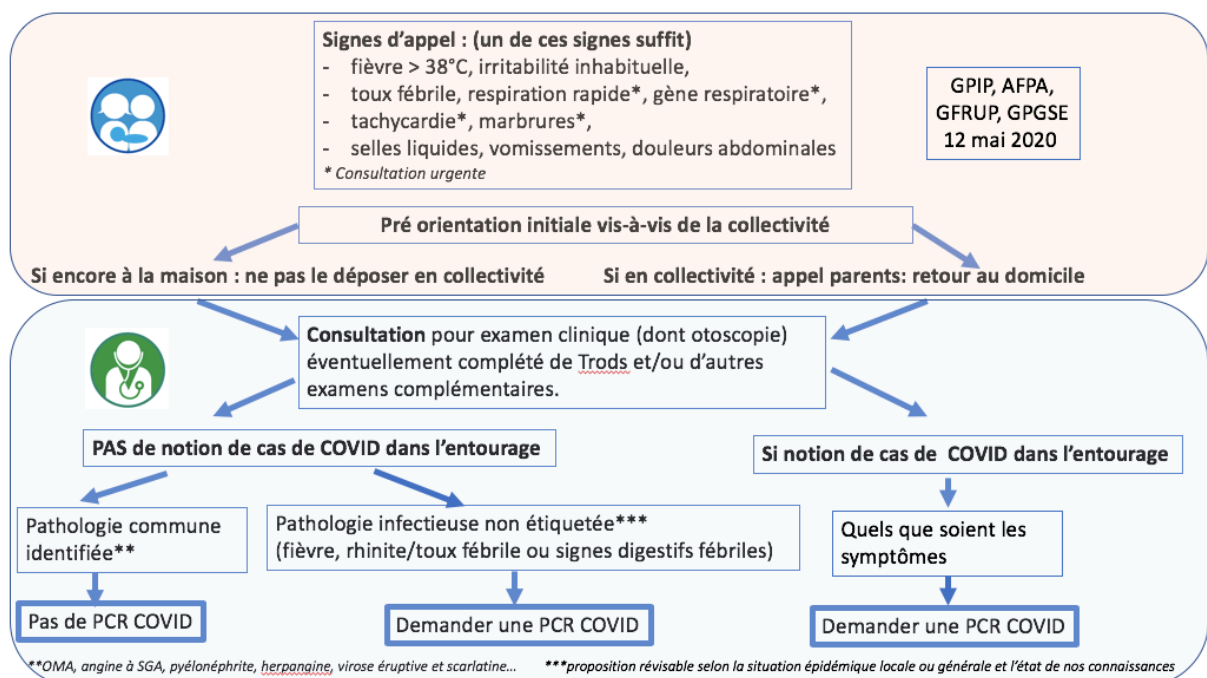 Signes d'appel : (un de ces signes suffit)
- fièvre > 38°C, irritabilité inhabituelle,
- toux fébrile, respiration rapide*, gène respiratoire*,
- tachycardie*, marbrures*,
- selles liquides, vomissements, douleurs abdominales
* Consultation urgente
GPIP, AFPA,
GFRUP, GPGSE
12 mai 2020
Pré orientation initiale vis-à-vis de la collectivité
Si encore à la maison : ne pas le déposer en collectivité
Si en collectivité : appel parents: retour au domicile
Consultation pour examen clinique (dont otoscopie)
éventuellement complété de Trods et/ou d'autres
examens complémentaires.
PAS de notion de cas de COVID dans l'entourage
Si notion de cas de COVID dans l'entourage
Pathologie commune
identifiée**
Pathologie infectieuse non étiquetée***
(fièvre, rhinite/toux fébrile ou signes digestifs fébriles)
Quels que soient les
symptômes
Pas de PCR COVID
Demander une PCR COVID
Demander une PCR COVID
**OMA, angine à SGA, pyélonéphrite, herpangine, virose éruptive et scarlatine…
***proposition révisable selon la situation épidémique locale ou générale et l'état de nos connaissances